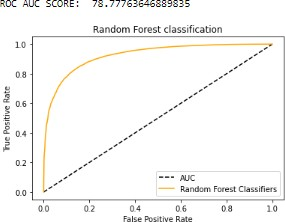 ROC AUC SCORE:  78.77763646889835
Random Forest classification
True Positive Rate
1.0
0.8
0.6
0.4
0.2
0.0
AUC
Random Forest Classifiers
0.0 0.2 0.4 0.6 0.8 1.0
False Positive Rate